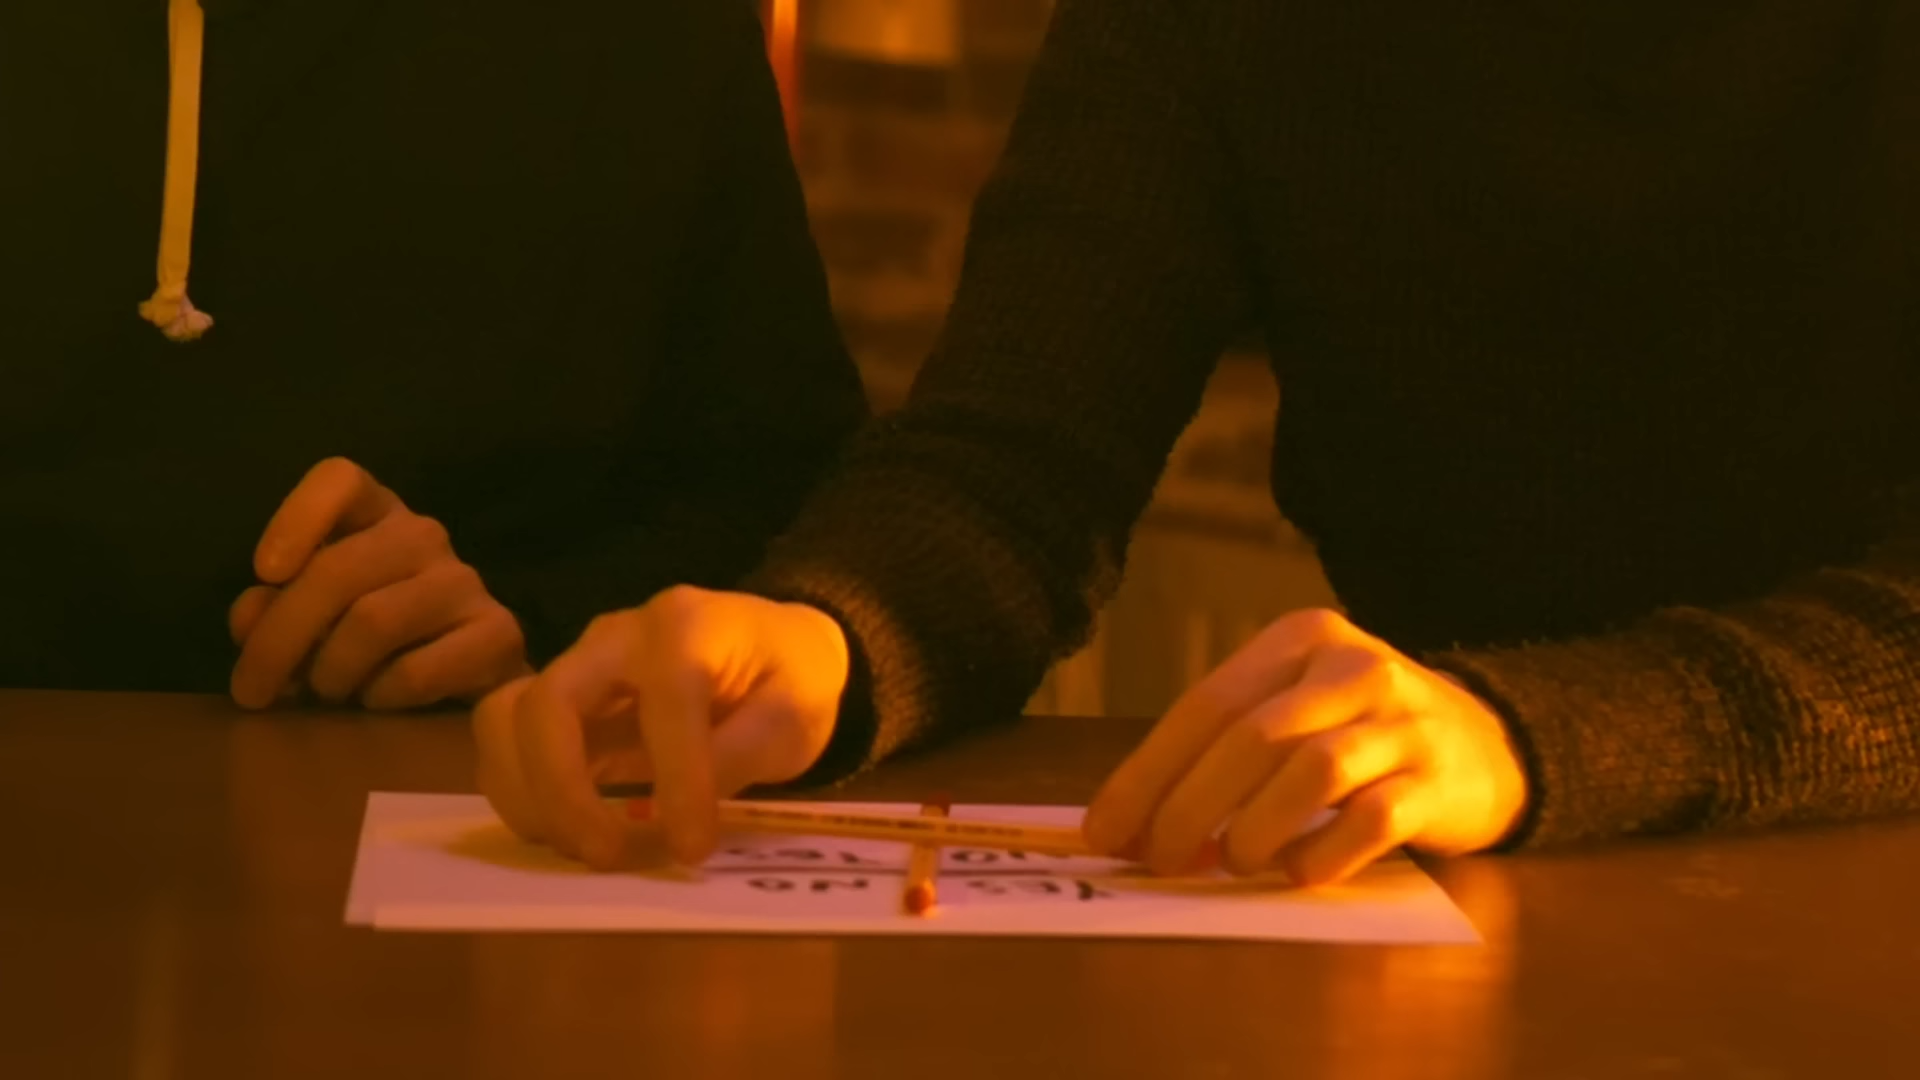 YES NO
NO YES